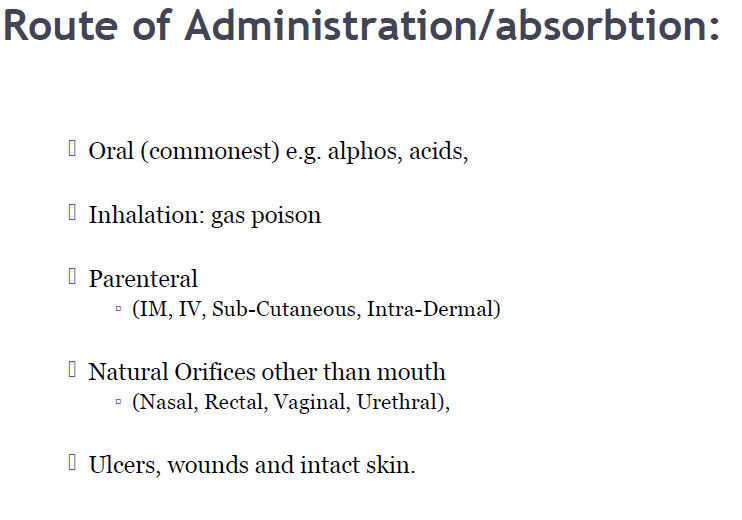 Route of Administration/absorbtion:
Oral (commonest) e.g. alphos, acids,
Inhalation: gas poison
Parenteral
(IM, IV, Sub-Cutaneous, Intra-Dermal)
Natural Orifices other than mouth
(Nasal, Rectal, Vaginal, Urethral),
Ulcers, wounds and intact skin.